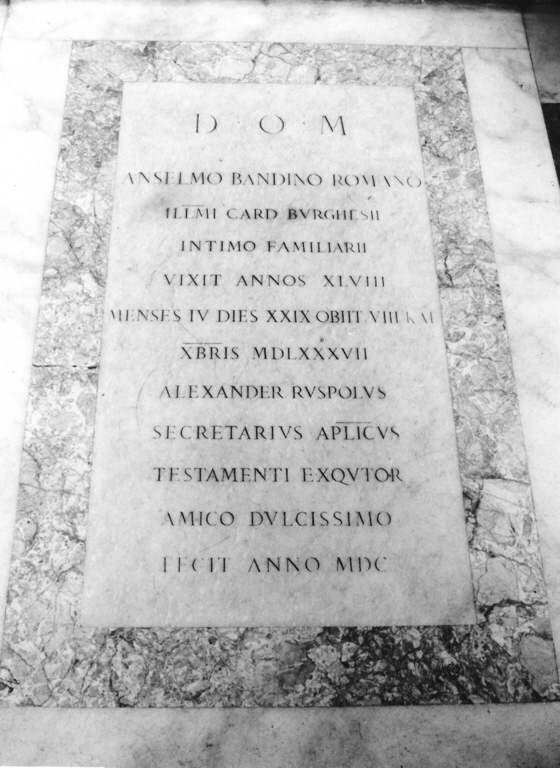 D · O · M
ANSELMO BANDINO ROMANO
ILLMI CARD BVRGHESII
INTIMO FAMILIARII
VIXIT ANNOS XLVIII
MENSES IV DIES XXIX OBIIT VIII KAL
XBRIS MDLXXXVII
ALEXANDER RVSPOLVS
SECRETARIVS APLICVS
TESTAMENTI EXQVTOR
AMICO DVLCISSIMO
FECIT ANNO MDC